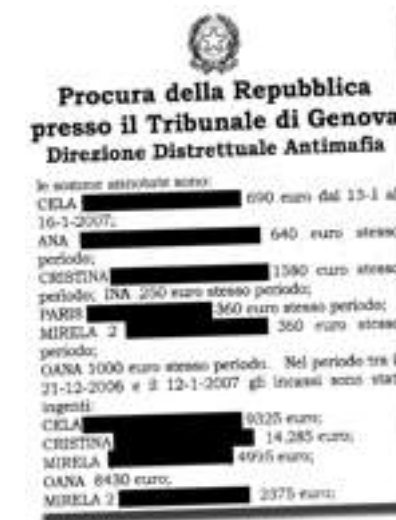 Procura della Repubblica
presso il Tribunale di Genova
Direzione Distrettuale Antimafia
le somme annotate sono:
CELA 690 euro dal 13-1 al
16-1-2007;
ANA 640 euro stesso
periodo;
CRISTINA 1580 euro stesso
periodo; INA 250 euro stesso periodo;
PARIS 360 euro stesso periodo;
MIRELA 2 360 euro stesso
periodo;
OANA 1000 euro stesso periodo. Nel periodo tra i
21-12-2006 e il 12-1-2007 gli incassi sono stat
ingenti:
CELA 9325 euro;
CRISTINA 14.285 euro;
MIRELA 4995 euro;
OANA 8430 euro;
MIRELA 2 2375 euro;